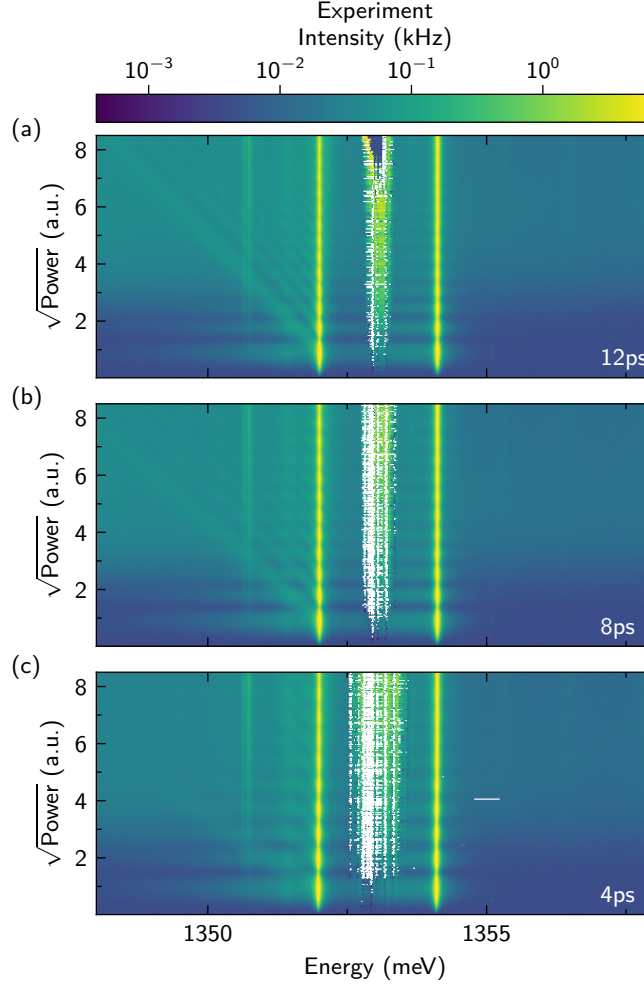 Experiment
Intensity (kHz)
10⁻³ 10⁻² 10⁻¹ 10⁰
(a)
8
6
4
2
√Power (a.u.)
12ps
(b)
8
6
4
2
√Power (a.u.)
8ps
(c)
8
6
4
2
√Power (a.u.)
4ps
1350 1355
Energy (meV)